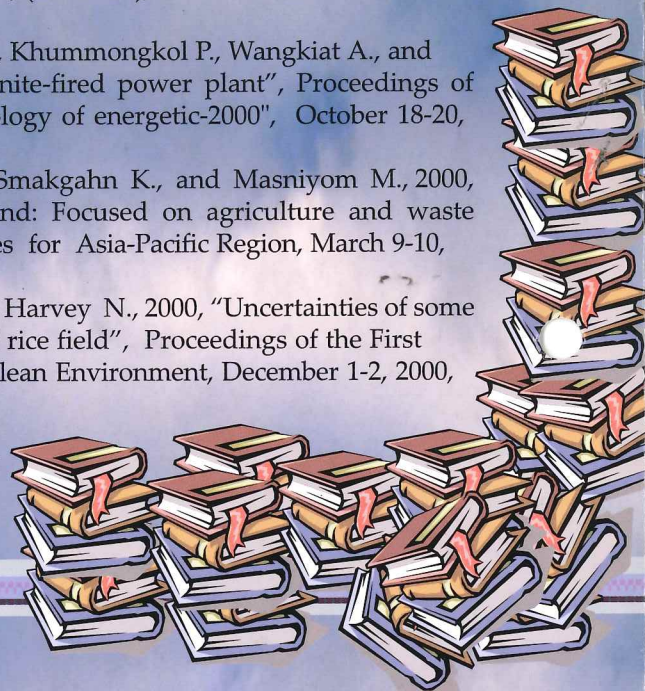 Khummongkol P., Wangkiat A., and
nite-fired power plant”, Proceedings of
logy of energetic-2000", October 18-20,
Smakgahn K., and Masniyom M., 2000,
nd: Focused on agriculture and waste
es for Asia-Pacific Region, March 9-10,
Harvey N., 2000, “Uncertainties of some
rice field”, Proceedings of the First
lean Environment, December 1-2, 2000,